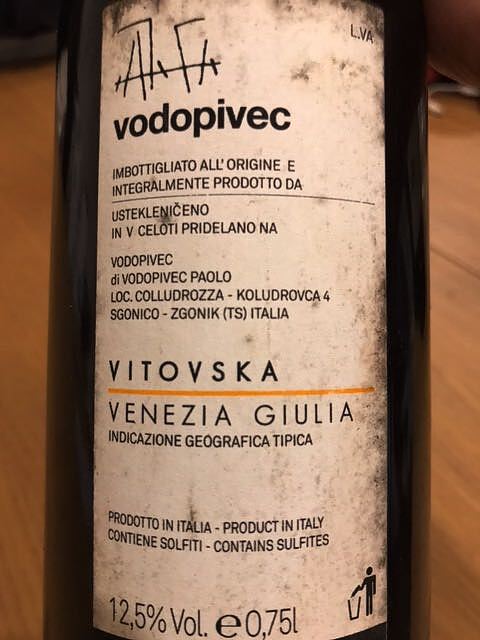 L.VA
vodopivec
IMBOTTIGLIATO ALL' ORIGINE E
INTEGRALMENTE PRODOTTO DA
USTEKLENIČENO
IN V CELOTI PRIDELANO NA
VODOPIVEC
di VODOPIVEC PAOLO
LOC. COLLUDROZZA - KOLUDROVCA 4
SGONICO - ZGONIK (TS) ITALIA
VITOVSKA
VENEZIA GIULIA
INDICAZIONE GEOGRAFICA TIPICA
PRODOTTO IN ITALIA - PRODUCT IN ITALY
CONTIENE SOLFITI - CONTAINS SULFITES
12,5% Vol. e 0,75l